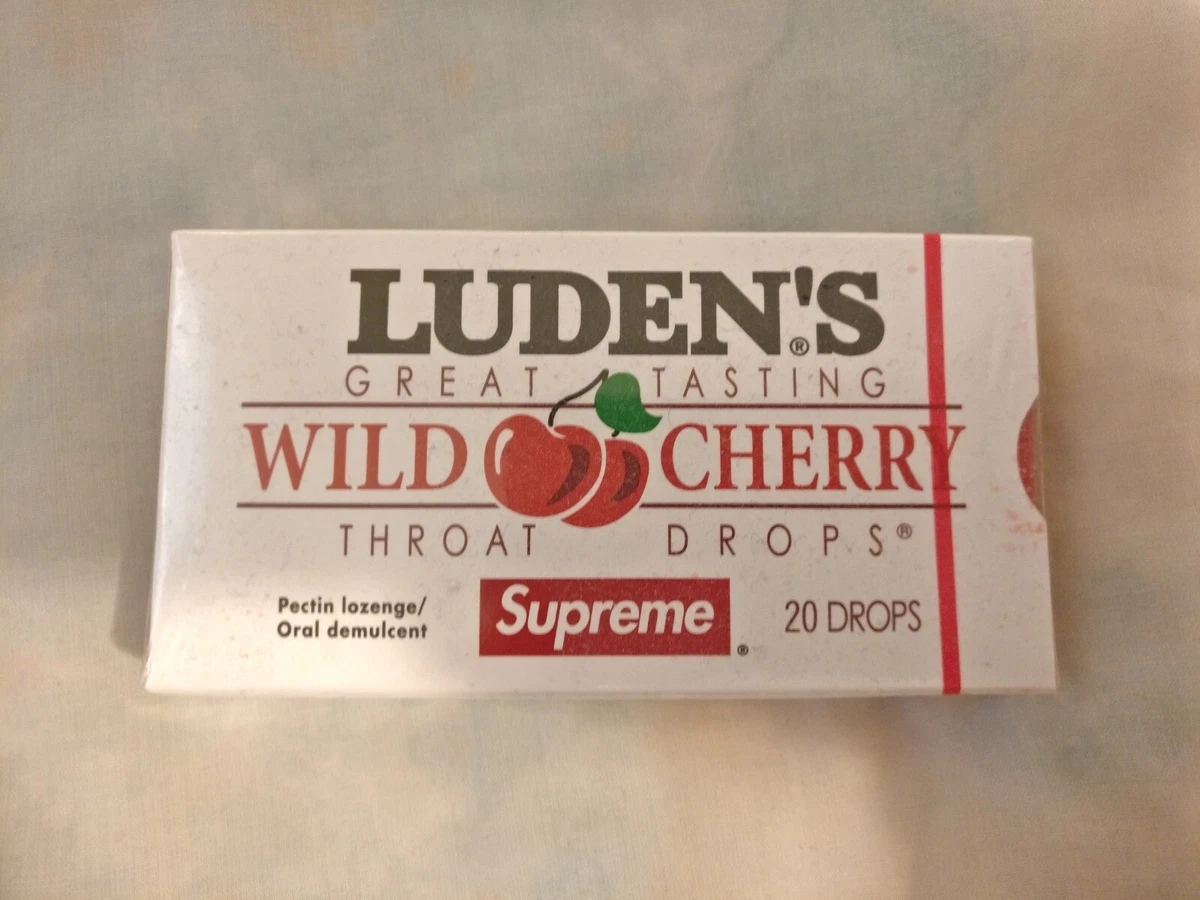 LUDEN'S®
GREAT TASTING
WILD CHERRY
THROAT DROPS®
Pectin lozenge/
Oral demulcent
Supreme®
20 DROPS